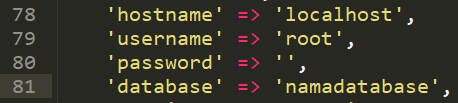 78 'hostname' => 'localhost',
79 'username' => 'root',
80 'password' => '',
81 'database' => 'namadatabase',